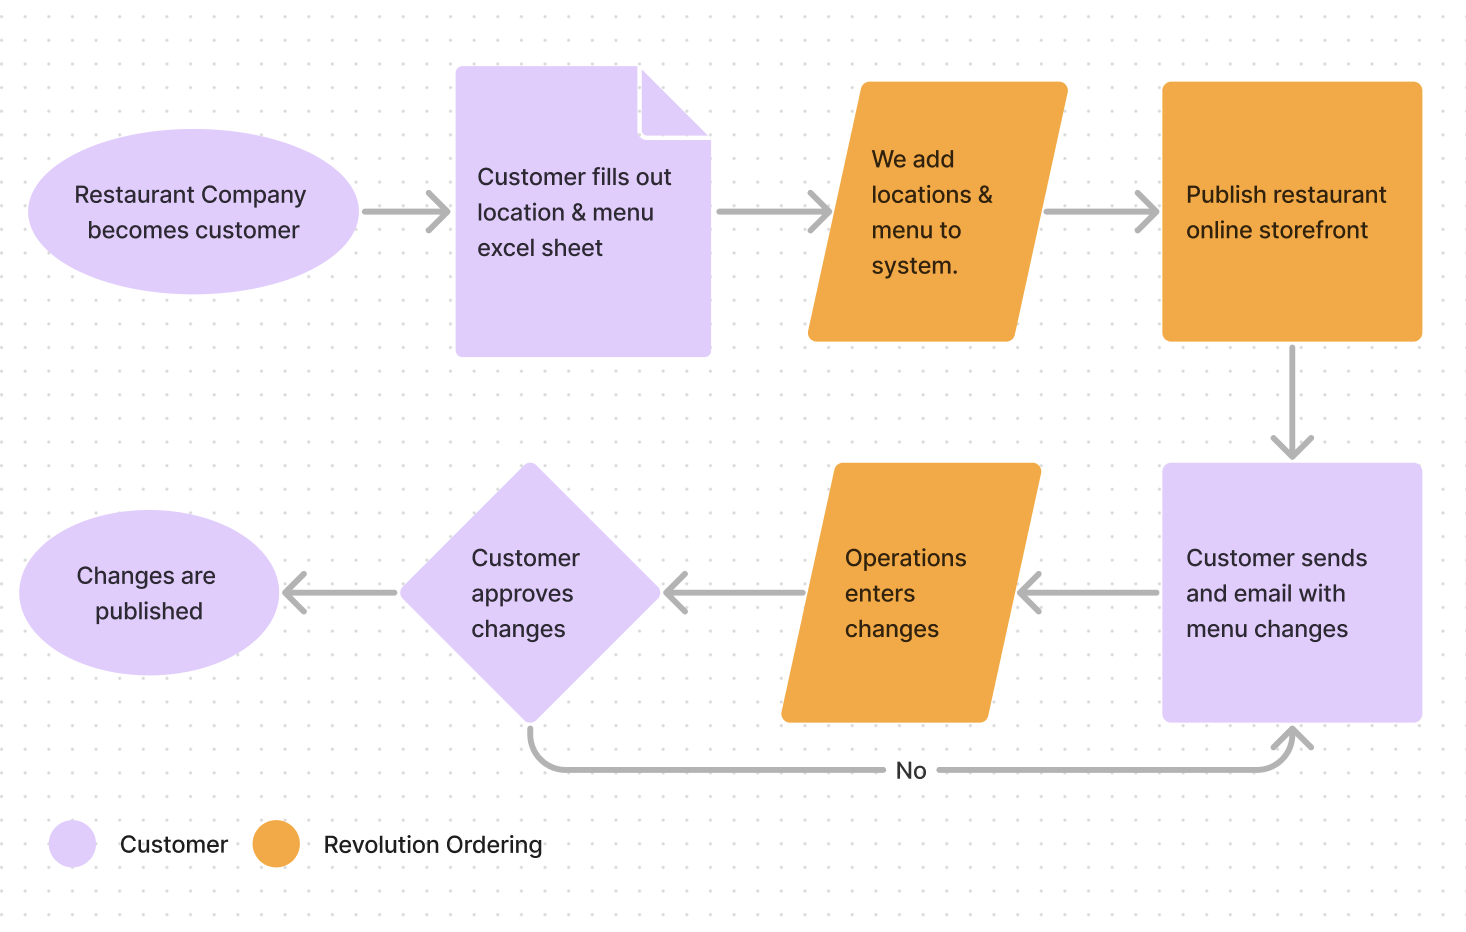 Restaurant Company
becomes customer
Customer fills out
location & menu
excel sheet
We add
locations &
menu to
system.
Publish restaurant
online storefront
Customer sends
and email with
menu changes
Operations
enters
changes
Customer
approves
changes
Changes are
published
No
Customer
Revolution Ordering